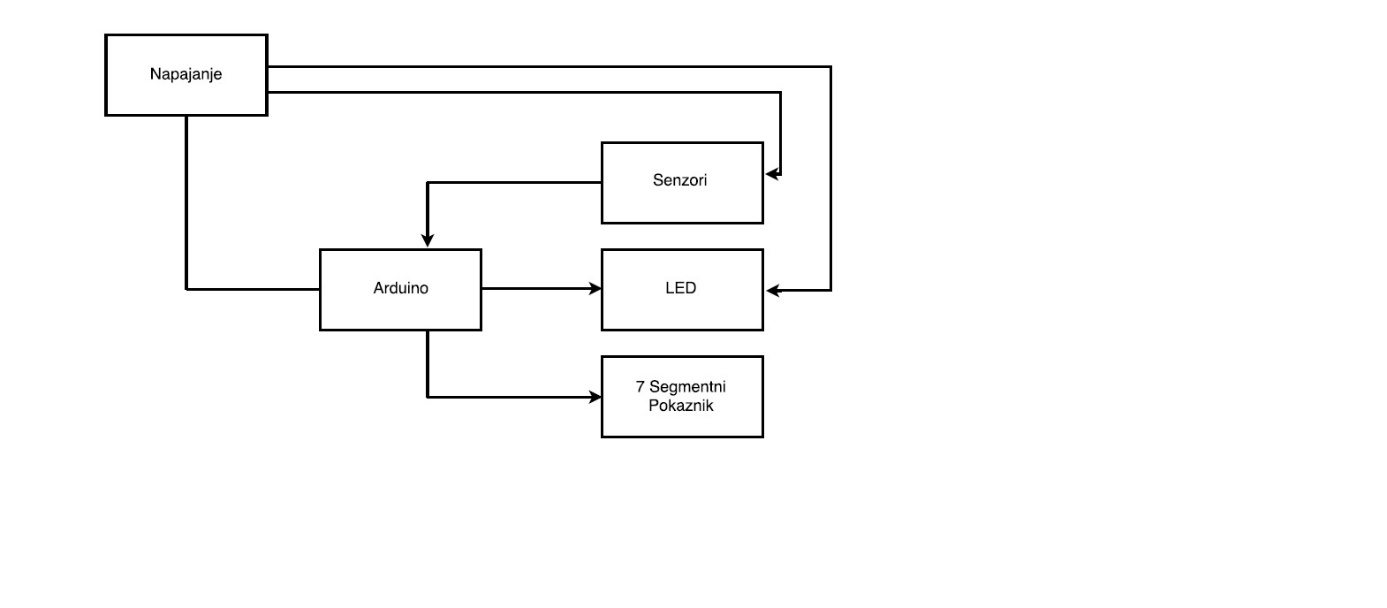 Napajanje
Senzori
Arduino
LED
7 Segmentni
Pokaznik